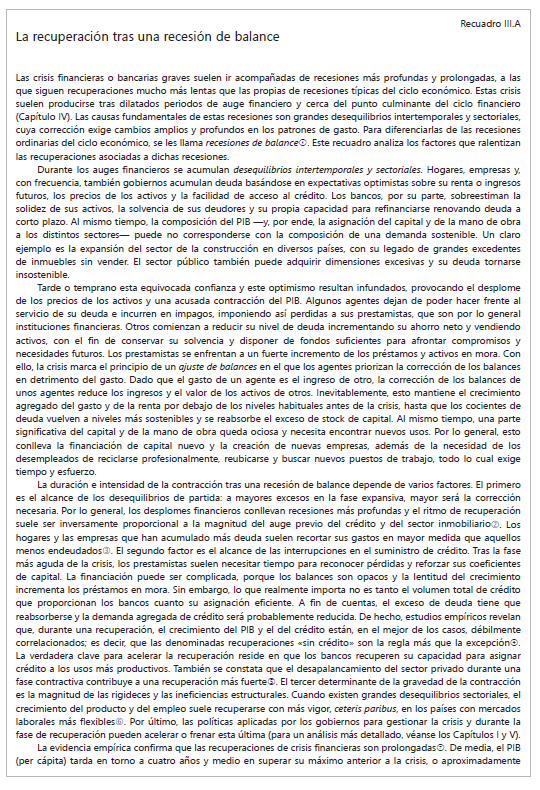 Recuadro III.A
La recuperación tras una recesión de balance
Las crisis financieras o bancarias graves suelen ir acompañadas de recesiones más profundas y prolongadas, a las
que siguen recuperaciones mucho más lentas que las propias de recesiones típicas del ciclo económico. Estas crisis
suelen producirse tras dilatados periodos de auge financiero y cerca del punto culminante del ciclo financiero
(Capítulo IV). Las causas fundamentales de estas recesiones son grandes desequilibrios intertemporales y sectoriales,
cuya corrección exige cambios amplios y profundos en los patrones de gasto. Para diferenciarlas de las recesiones
ordinarias del ciclo económico, se les llama recesiones de balance①. Este recuadro analiza los factores que ralentizan
las recuperaciones asociadas a dichas recesiones.
Durante los auges financieros se acumulan desequilibrios intertemporales y sectoriales. Hogares, empresas y,
con frecuencia, también gobiernos acumulan deuda basándose en expectativas optimistas sobre su renta o ingresos
futuros, los precios de los activos y la facilidad de acceso al crédito. Los bancos, por su parte, sobreestiman la
solidez de sus activos, la solvencia de sus deudores y su propia capacidad para refinanciarse renovando deuda a
corto plazo. Al mismo tiempo, la composición del PIB —y, por ende, la asignación del capital y de la mano de obra
a los distintos sectores— puede no corresponderse con la composición de una demanda sostenible. Un claro
ejemplo es la expansión del sector de la construcción en diversos países, con su legado de grandes excedentes
de inmuebles sin vender. El sector público también puede adquirir dimensiones excesivas y su deuda tornarse
insostenible.
Tarde o temprano esta equivocada confianza y este optimismo resultan infundados, provocando el desplome
de los precios de los activos y una acusada contracción del PIB. Algunos agentes dejan de poder hacer frente al
servicio de su deuda e incurren en impagos, imponiendo así perdidas a sus prestamistas, que son por lo general
instituciones financieras. Otros comienzan a reducir su nivel de deuda incrementando su ahorro neto y vendiendo
activos, con el fin de conservar su solvencia y disponer de fondos suficientes para afrontar compromisos y
necesidades futuros. Los prestamistas se enfrentan a un fuerte incremento de los préstamos y activos en mora. Con
ello, la crisis marca el principio de un ajuste de balances en el que los agentes priorizan la corrección de los balances
en detrimento del gasto. Dado que el gasto de un agente es el ingreso de otro, la corrección de los balances de
unos agentes reduce los ingresos y el valor de los activos de otros. Inevitablemente, esto mantiene el crecimiento
agregado del gasto y de la renta por debajo de los niveles habituales antes de la crisis, hasta que los cocientes de
deuda vuelven a niveles más sostenibles y se reabsorbe el exceso de stock de capital. Al mismo tiempo, una parte
significativa del capital y de la mano de obra queda ociosa y necesita encontrar nuevos usos. Por lo general, esto
conlleva la financiación de capital nuevo y la creación de nuevas empresas, además de la necesidad de los
desempleados de reciclarse profesionalmente, reubicarse y buscar nuevos puestos de trabajo, todo lo cual exige
tiempo y esfuerzo.
La duración e intensidad de la contracción tras una recesión de balance depende de varios factores. El primero
es el alcance de los desequilibrios de partida: a mayores excesos en la fase expansiva, mayor será la corrección
necesaria. Por lo general, los desplomes financieros conllevan recesiones más profundas y el ritmo de recuperación
suele ser inversamente proporcional a la magnitud del auge previo del crédito y del sector inmobiliario②. Los
hogares y las empresas que han acumulado más deuda suelen recortar sus gastos en mayor medida que aquellos
menos endeudados③. El segundo factor es el alcance de las interrupciones en el suministro de crédito. Tras la fase
más aguda de la crisis, los prestamistas suelen necesitar tiempo para reconocer pérdidas y reforzar sus coeficientes
de capital. La financiación puede ser complicada, porque los balances son opacos y la lentitud del crecimiento
incrementa los préstamos en mora. Sin embargo, lo que realmente importa no es tanto el volumen total de crédito
que proporcionan los bancos cuanto su asignación eficiente. A fin de cuentas, el exceso de deuda tiene que
reabsorberse y la demanda agregada de crédito será probablemente reducida. De hecho, estudios empíricos revelan
que, durante una recuperación, el crecimiento del PIB y el del crédito están, en el mejor de los casos, débilmente
correlacionados; es decir, que las denominadas recuperaciones «sin crédito» son la regla más que la excepción④.
La verdadera clave para acelerar la recuperación reside en que los bancos recuperen su capacidad para asignar
crédito a los usos más productivos. También se constata que el desapalancamiento del sector privado durante una
fase contractiva contribuye a una recuperación más fuerte⑤. El tercer determinante de la gravedad de la contracción
es la magnitud de las rigideces y las ineficiencias estructurales. Cuando existen grandes desequilibrios sectoriales, el
crecimiento del producto y del empleo suele recuperarse con más vigor, ceteris paribus, en los países con mercados
laborales más flexibles⑥. Por último, las políticas aplicadas por los gobiernos para gestionar la crisis y durante la
fase de recuperación pueden acelerar o frenar esta última (para un análisis más detallado, véanse los Capítulos I y V).
La evidencia empírica confirma que las recuperaciones de crisis financieras son prolongadas⑦. De media, el PIB
(per cápita) tarda en torno a cuatro años y medio en superar su máximo anterior a la crisis, o aproximadamente